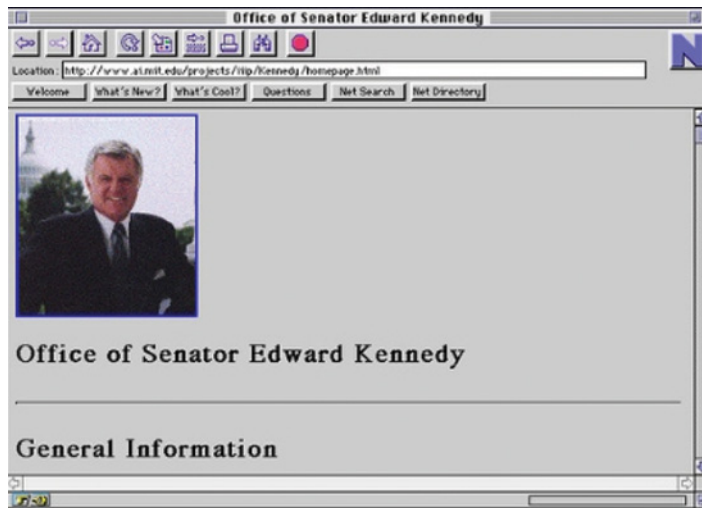 Office of Senator Edward Kennedy
N
Location: http://www.ai.mit.edu/projects/iiip/Kennedy/homepage.html
Welcome What's New? What's Cool? Questions Net Search Net Directory
Office of Senator Edward Kennedy
General Information